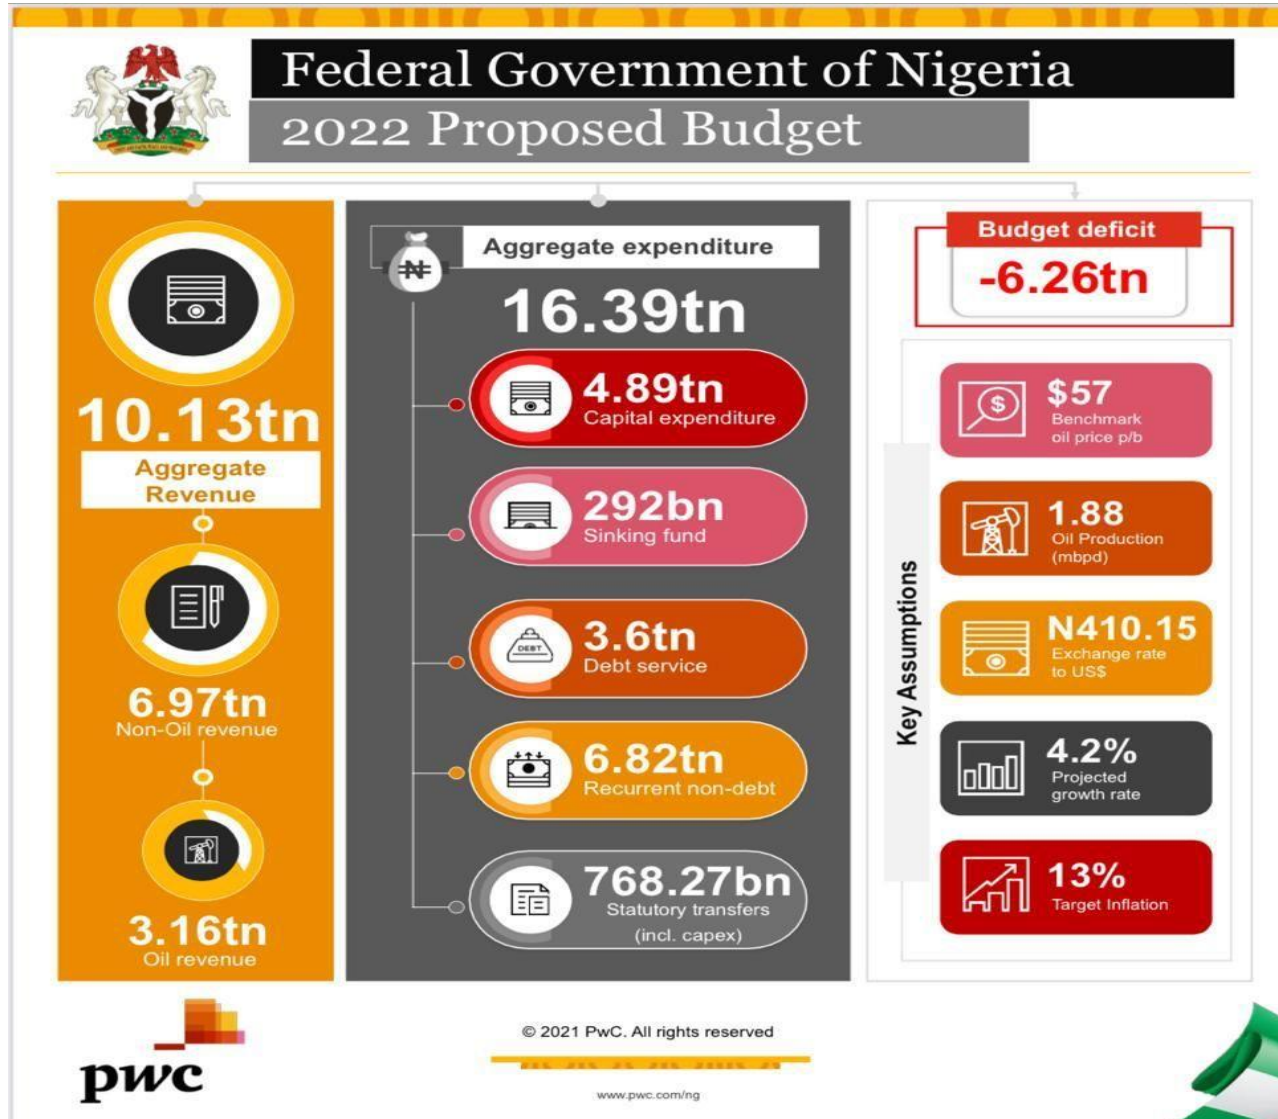 Federal Government of Nigeria
2022 Proposed Budget
10.13tn
Aggregate
Revenue
6.97tn
Non-Oil revenue
3.16tn
Oil revenue
Aggregate expenditure
16.39tn
4.89tn
Capital expenditure
292bn
Sinking fund
DEBT
3.6tn
Debt service
6.82tn
Recurrent non-debt
768.27bn
Statutory transfers
(incl. capex)
Budget deficit
-6.26tn
Key Assumptions
$57
Benchmark
oil price p/b
1.88
Oil Production
(mbpd)
N410.15
Exchange rate
to US$
4.2%
Projected
growth rate
13%
Target Inflation
pwc
© 2021 PwC. All rights reserved
www.pwc.com/ng